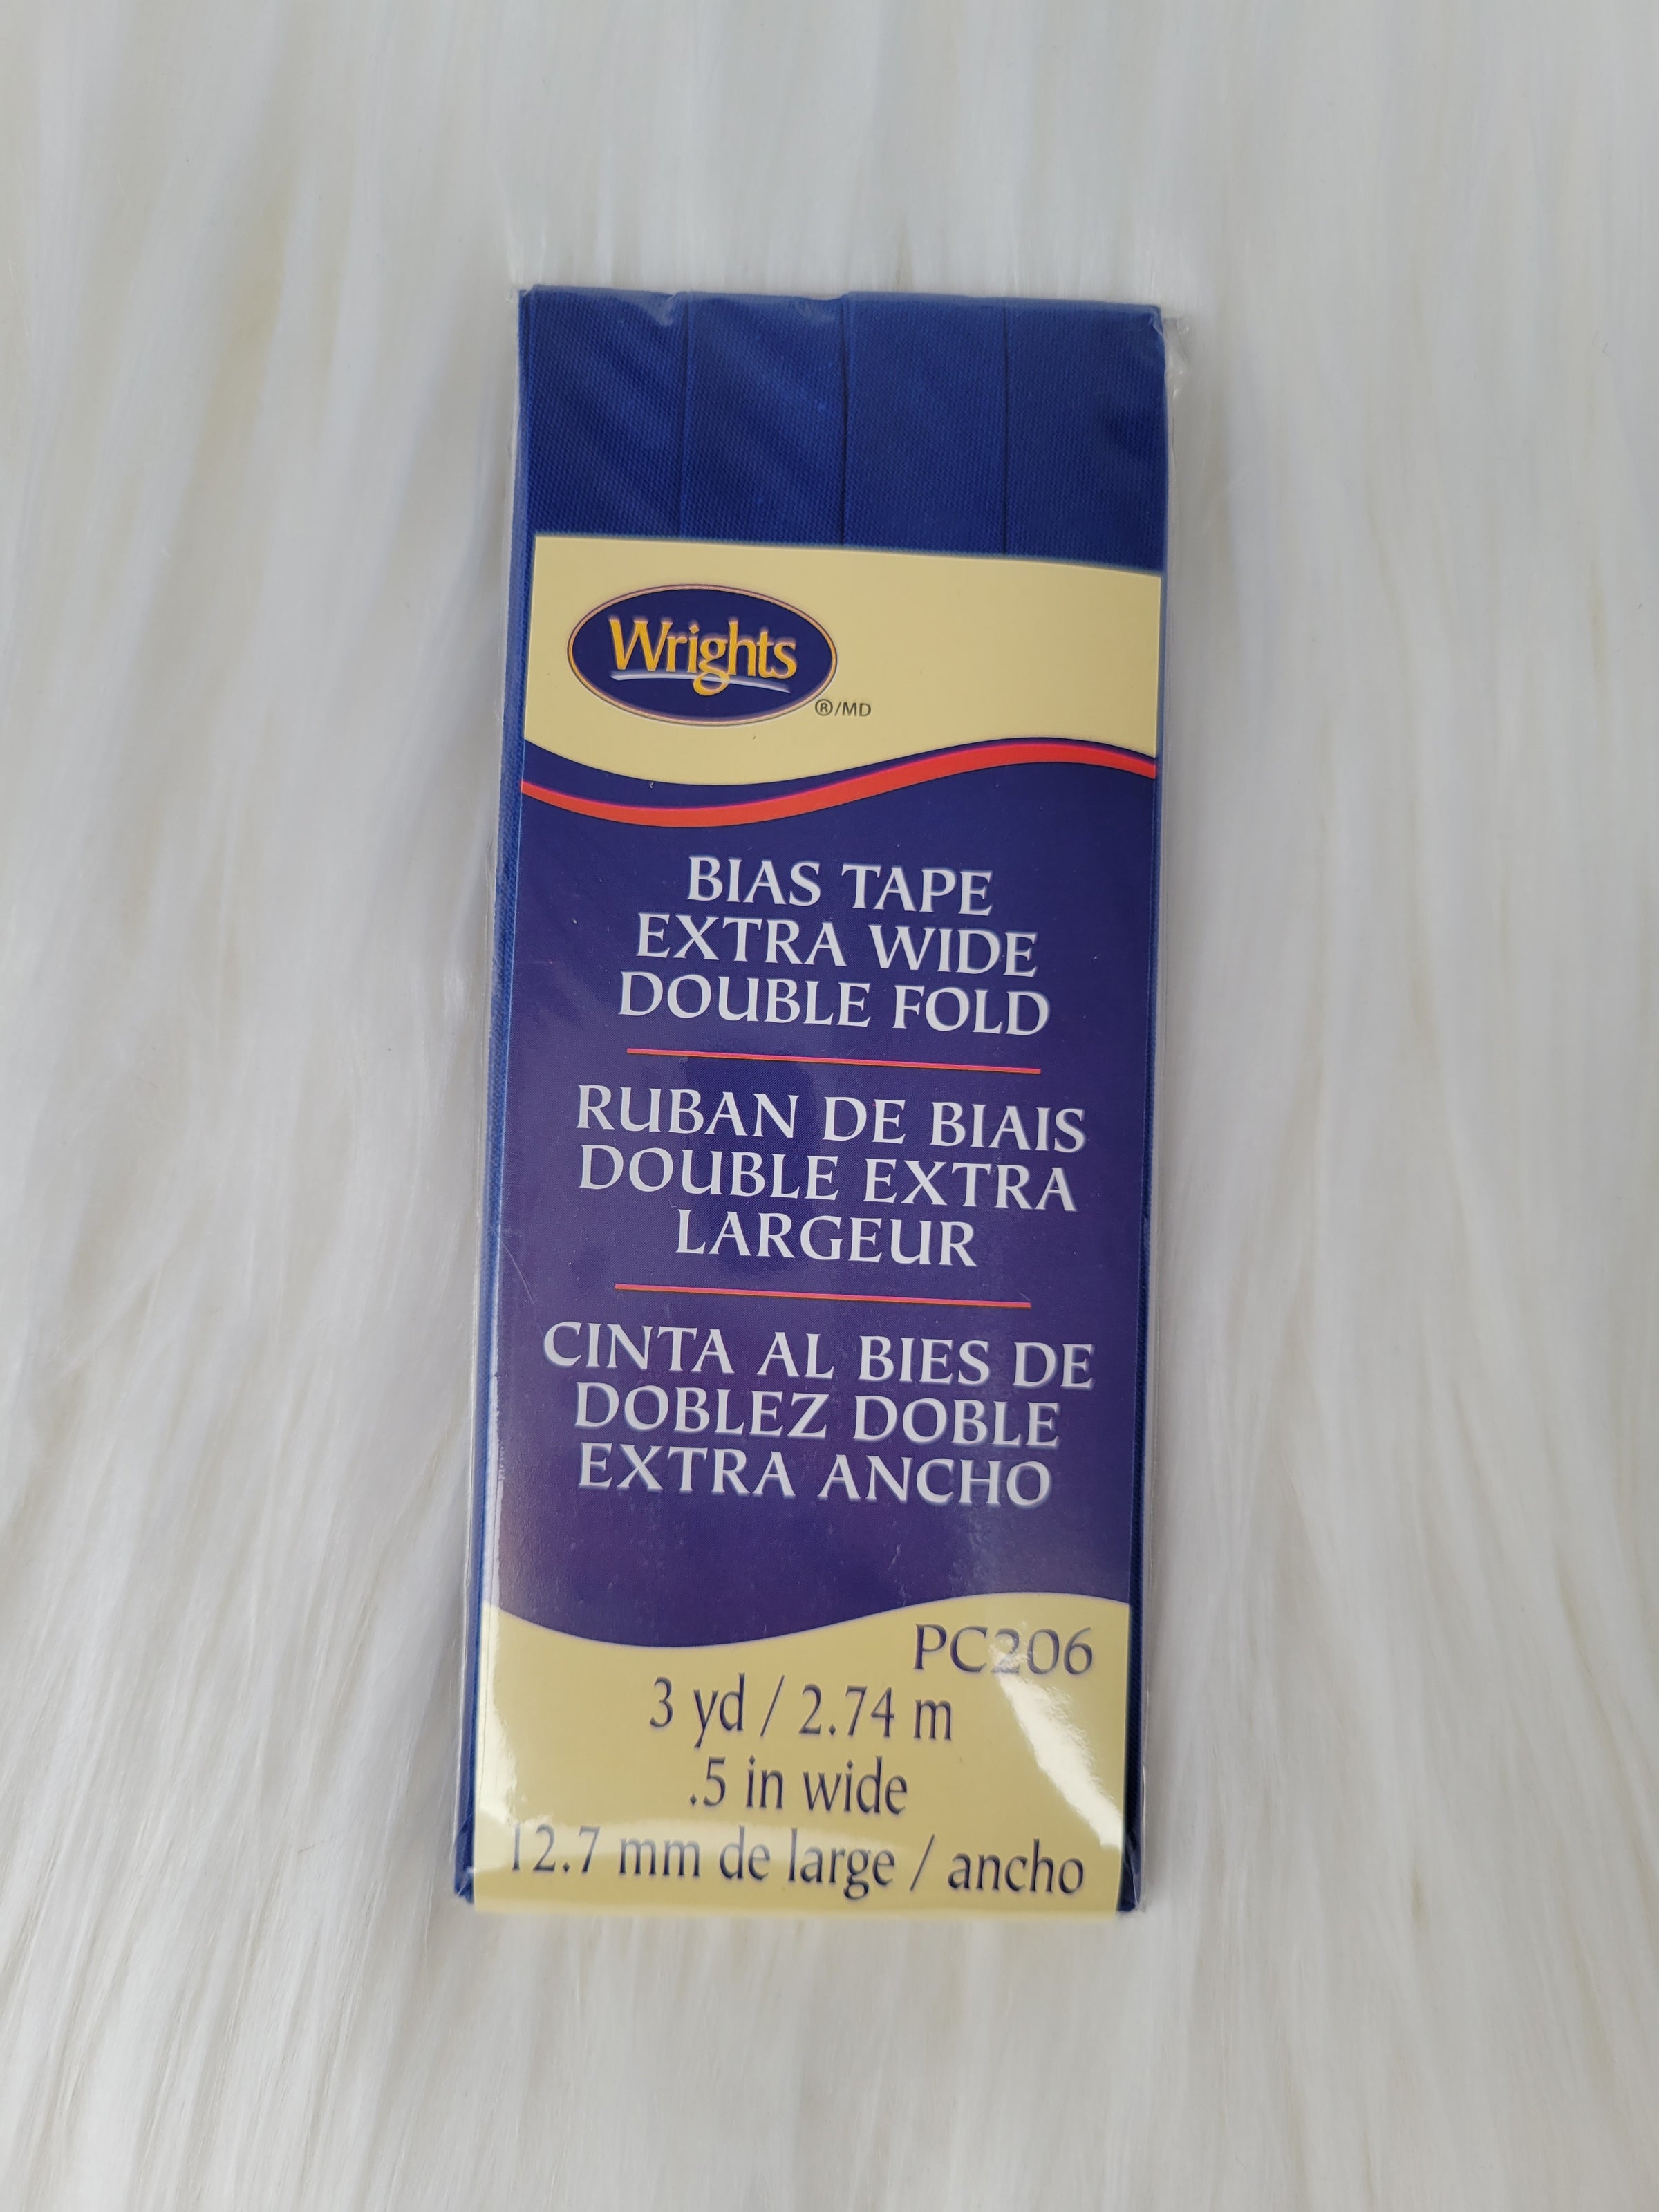 Wrights
®/MD
BIAS TAPE
EXTRA WIDE
DOUBLE FOLD
RUBAN DE BIAIS
DOUBLE EXTRA
LARGEUR
CINTA AL BIES DE
DOBLEZ DOBLE
EXTRA ANCHO
PC206
3 yd / 2.74 m
.5 in wide
12.7 mm de large / ancho